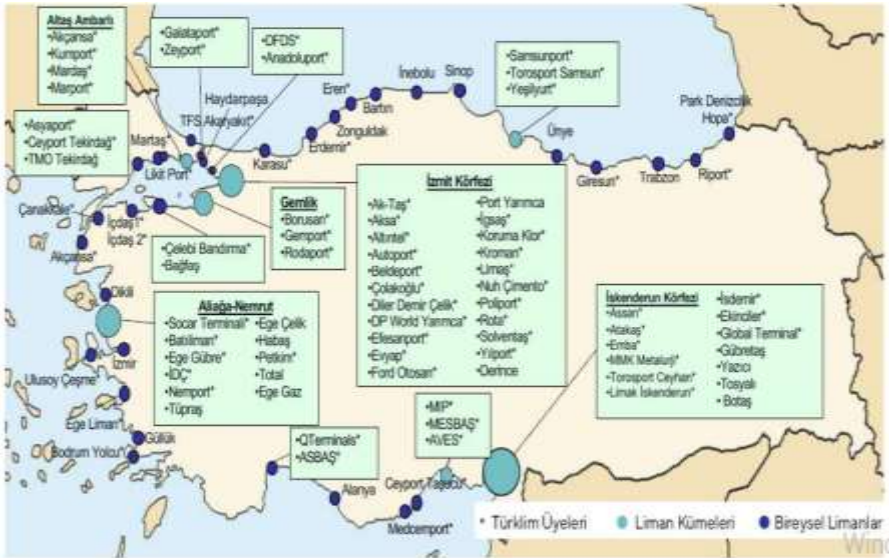 Altaş Ambarlı
•Akçansa*
•Kumport*
•Mardaş*
•Marport*
•Galataport*
•Zeyport*
•DFDS*
•Anadoluport*
Haydarpaşa
TFS Akaryakıt*
•Asyaport*
•Ceyport Tekirdağ*
•TMO Tekirdağ
Martaş*
Likit Port*
Karasu*
Erdemir*
Eren*
Zonguldak
Bartın
İnebolu
Sinop
•Samsunport*
•Torosport Samsun*
•Yeşilyurt*
Ünye
Giresun*
Trabzon
Riport*
Park Denizcilik
Hopa*
Çanakkale*
İçdaş1*
İçdaş 2*
Akçansa*
•Çelebi Bandırma*
•Bağfaş
Gemlik
•Borusan*
•Gemport*
•Rodaport*
İzmit Körfezi
•Ak-Taş*
•Aksa*
•Altıntel*
•Autoport*
•Beldeport*
•Çolakoğlu*
•Diler Demir Çelik*
•DP World Yarımca*
•Efesanport*
•Evyap*
•Ford Otosan*
•Port Yarımca
•İgsaş*
•Koruma Klor*
•Kroman*
•Limaş*
•Nuh Çimento*
•Poliport*
•Rota*
•Solventaş*
•Yılport*
•Derince
Dikili
Aliağa-Nemrut
•Socar Terminali*
•Batıliman*
•Ege Gübre*
•İDÇ*
•Nemport*
•Tüpraş
•Ege Çelik
•Habaş
•Petkim*
•Total
•Ege Gaz
İzmir
Ulusoy Çeşme*
Ege Liman*
Güllük
Bodrum Yolcu*
•QTerminals*
•ASBAŞ*
Alanya
•MIP*
•MESBAŞ*
•AVES*
Ceyport Taşucu*
Medcemport*
İskenderun Körfezi
•Assan*
•Atakaş*
•Emba*
•MMK Metalurji*
•Torosport Ceyhan*
•Limak İskenderun*
•İsdemir*
•Ekinciler*
•Global Terminal*
•Gübretaş
•Yazıcı
•Tosyalı
•Botaş
* Türklim Üyeleri
Liman Kümeleri
Bireysel Limanlar